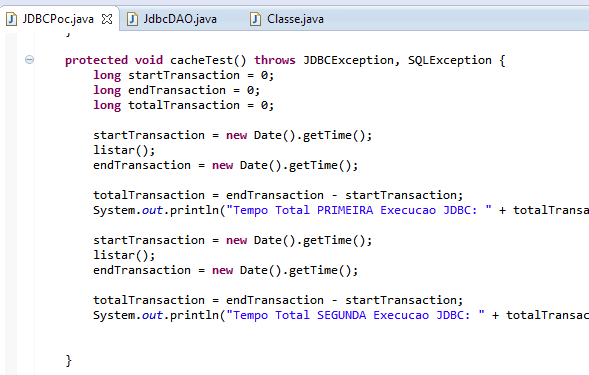 JDBCPoc.java JdbcDAO.java Classe.java
}
protected void cacheTest() throws JDBCException, SQLException {
long startTransaction = 0;
long endTransaction = 0;
long totalTransaction = 0;
startTransaction = new Date().getTime();
listar();
endTransaction = new Date().getTime();
totalTransaction = endTransaction - startTransaction;
System.out.println("Tempo Total PRIMEIRA Execucao JDBC: " + totalTransa
startTransaction = new Date().getTime();
listar();
endTransaction = new Date().getTime();
totalTransaction = endTransaction - startTransaction;
System.out.println("Tempo Total SEGUNDA Execucao JDBC: " + totalTransac
}